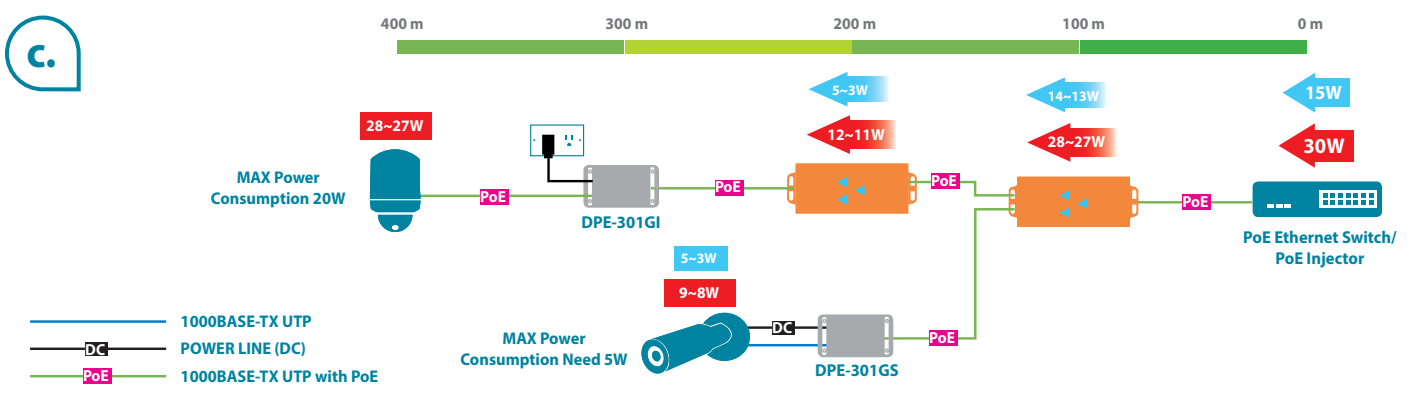 c.
400 m
300 m
200 m
100 m
0 m
5~3W
14~13W
15W
28~27W
12~11W
28~27W
30W
MAX Power
Consumption 20W
PoE
DPE-301GI
PoE
PoE
PoE
PoE Ethernet Switch/
PoE Injector
5~3W
9~8W
MAX Power
Consumption Need 5W
DC
DPE-301GS
PoE
1000BASE-TX UTP
DC
POWER LINE (DC)
PoE
1000BASE-TX UTP with PoE